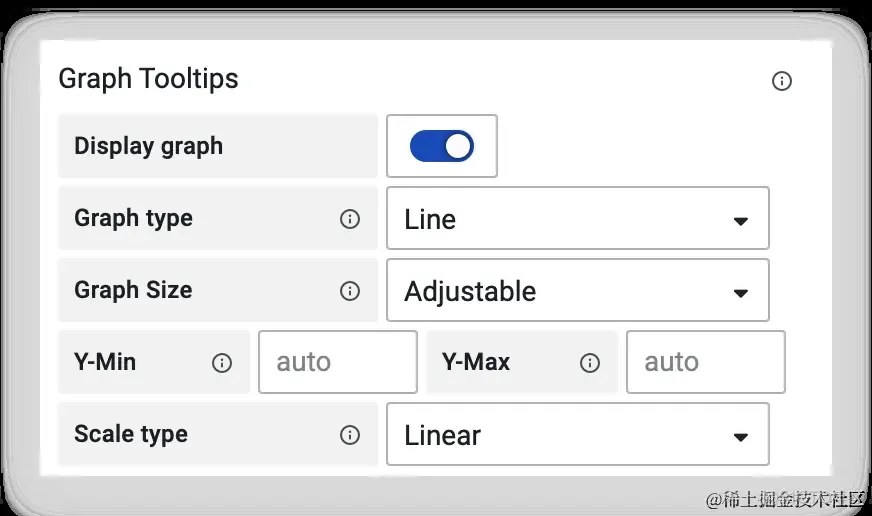 Graph Tooltips
Display graph
Graph type Line
Graph Size Adjustable
Y-Min auto Y-Max auto
Scale type Linear
@稀土掘金技术社区